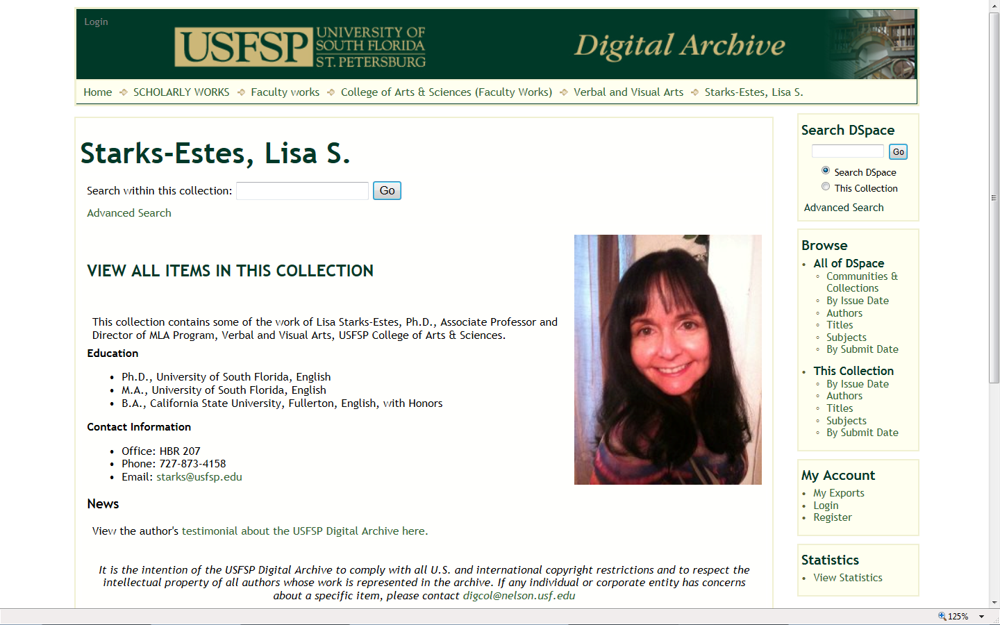 Login
USFSP UNIVERSITY OF
SOUTH FLORIDA
ST. PETERSBURG
Digital Archive
Home SCHOLARLY WORKS Faculty works College of Arts & Sciences (Faculty Works) Verbal and Visual Arts Starks-Estes, Lisa S.
Starks-Estes, Lisa S.
Search within this collection: Go
Advanced Search
VIEW ALL ITEMS IN THIS COLLECTION
This collection contains some of the work of Lisa Starks-Estes, Ph.D., Associate Professor and
Director of MLA Program, Verbal and Visual Arts, USFSP College of Arts & Sciences.
Education
• Ph.D., University of South Florida, English
• M.A., University of South Florida, English
• B.A., California State University, Fullerton, English, with Honors
Contact Information
• Office: HBR 207
• Phone: 727-873-4158
• Email: starks@usfsp.edu
News
View the author's testimonial about the USFSP Digital Archive here.
It is the intention of the USFSP Digital Archive to comply with all U.S. and international copyright restrictions and to respect the
intellectual property of all authors whose work is represented in the archive. If any individual or corporate entity has concerns
about a specific item, please contact digcol@nelson.usf.edu
Search DSpace
Go
Search DSpace
This Collection
Advanced Search
Browse
• All of DSpace
◦ Communities &
Collections
◦ By Issue Date
◦ Authors
◦ Titles
◦ Subjects
◦ By Submit Date
• This Collection
◦ By Issue Date
◦ Authors
◦ Titles
◦ Subjects
◦ By Submit Date
My Account
• My Exports
• Login
• Register
Statistics
• View Statistics
125%